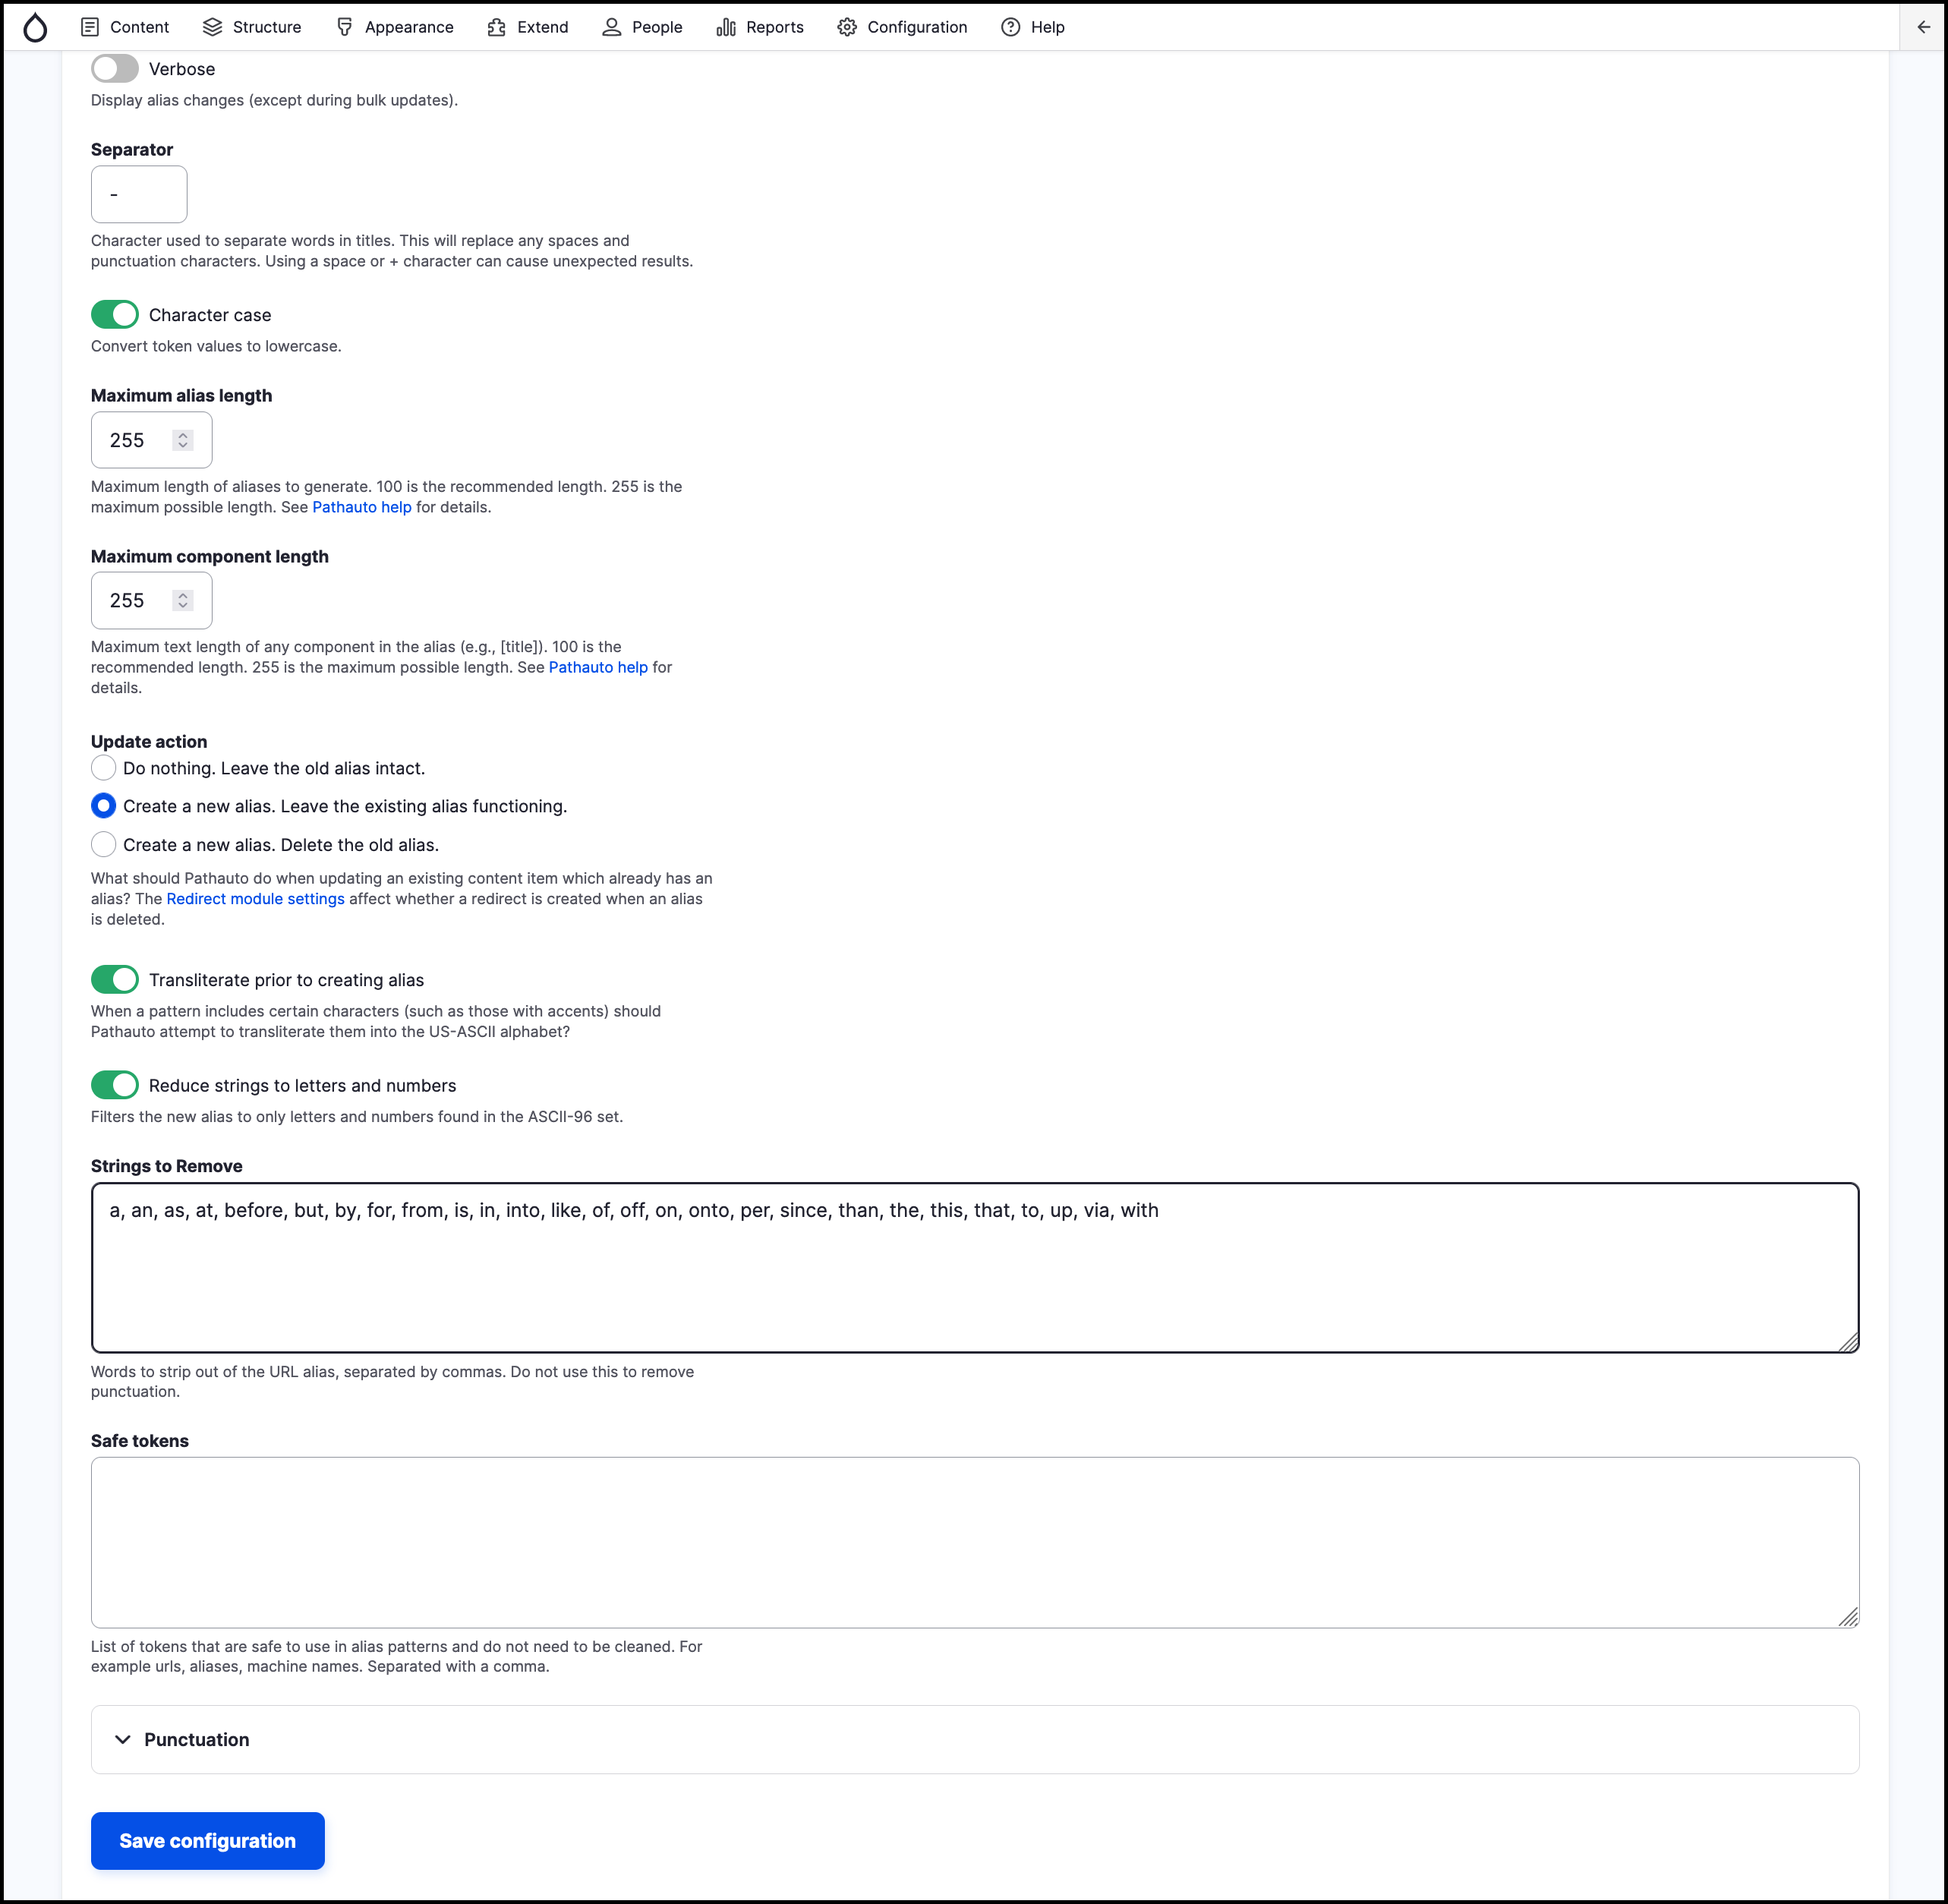 Content Structure Appearance Extend People Reports Configuration Help
Verbose
Display alias changes (except during bulk updates).
Separator
-
Character used to separate words in titles. This will replace any spaces and
punctuation characters. Using a space or + character can cause unexpected results.
Character case
Convert token values to lowercase.
Maximum alias length
255
Maximum length of aliases to generate. 100 is the recommended length. 255 is the
maximum possible length. See Pathauto help for details.
Maximum component length
255
Maximum text length of any component in the alias (e.g., [title]). 100 is the
recommended length. 255 is the maximum possible length. See Pathauto help for
details.
Update action
Do nothing. Leave the old alias intact.
Create a new alias. Leave the existing alias functioning.
Create a new alias. Delete the old alias.
What should Pathauto do when updating an existing content item which already has an
alias? The Redirect module settings affect whether a redirect is created when an alias
is deleted.
Transliterate prior to creating alias
When a pattern includes certain characters (such as those with accents) should
Pathauto attempt to transliterate them into the US-ASCII alphabet?
Reduce strings to letters and numbers
Filters the new alias to only letters and numbers found in the ASCII-96 set.
Strings to Remove
a, an, as, at, before, but, by, for, from, is, in, into, like, of, off, on, onto, per, since, than, the, this, that, to, up, via, with
Words to strip out of the URL alias, separated by commas. Do not use this to remove
punctuation.
Safe tokens
List of tokens that are safe to use in alias patterns and do not need to be cleaned. For
example urls, aliases, machine names. Separated with a comma.
Punctuation
Save configuration